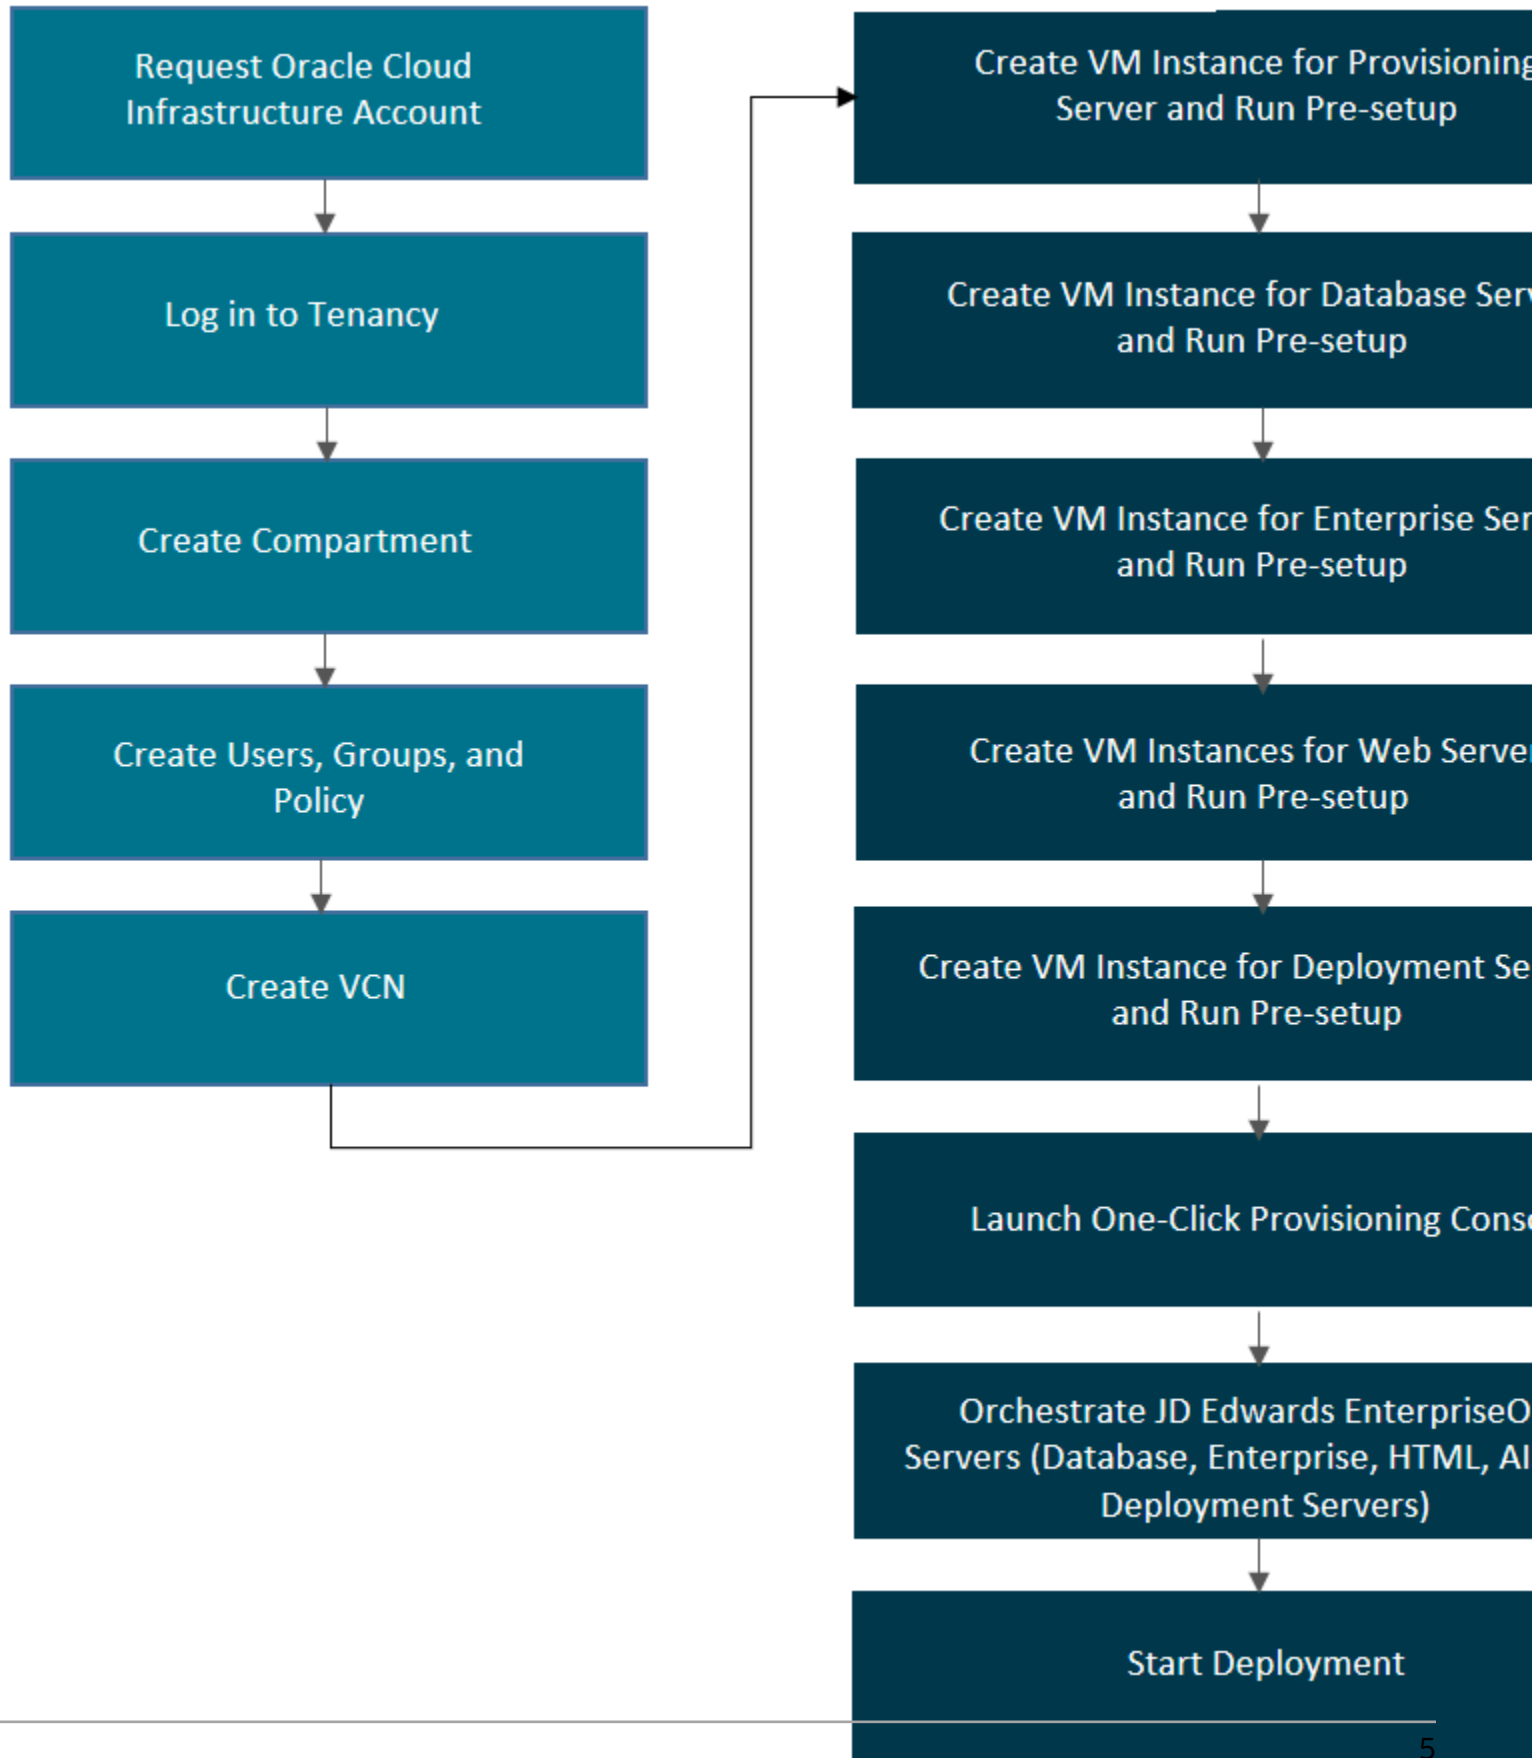 Request Oracle Cloud
Infrastructure Account
Log in to Tenancy
Create Compartment
Create Users, Groups, and
Policy
Create VCN
Create VM Instance for Provisioning
Server and Run Pre-setup
Create VM Instance for Database
and Run Pre-setup
Create VM Instance for Enterprise
and Run Pre-setup
Create VM Instances for Web
and Run Pre-setup
Create VM Instance for Deployment
and Run Pre-setup
Launch One-Click Provisioning
Orchestrate JD Edwards
Servers (Database, Enterprise, HTML,
Deployment Servers)
Start Deployment
5